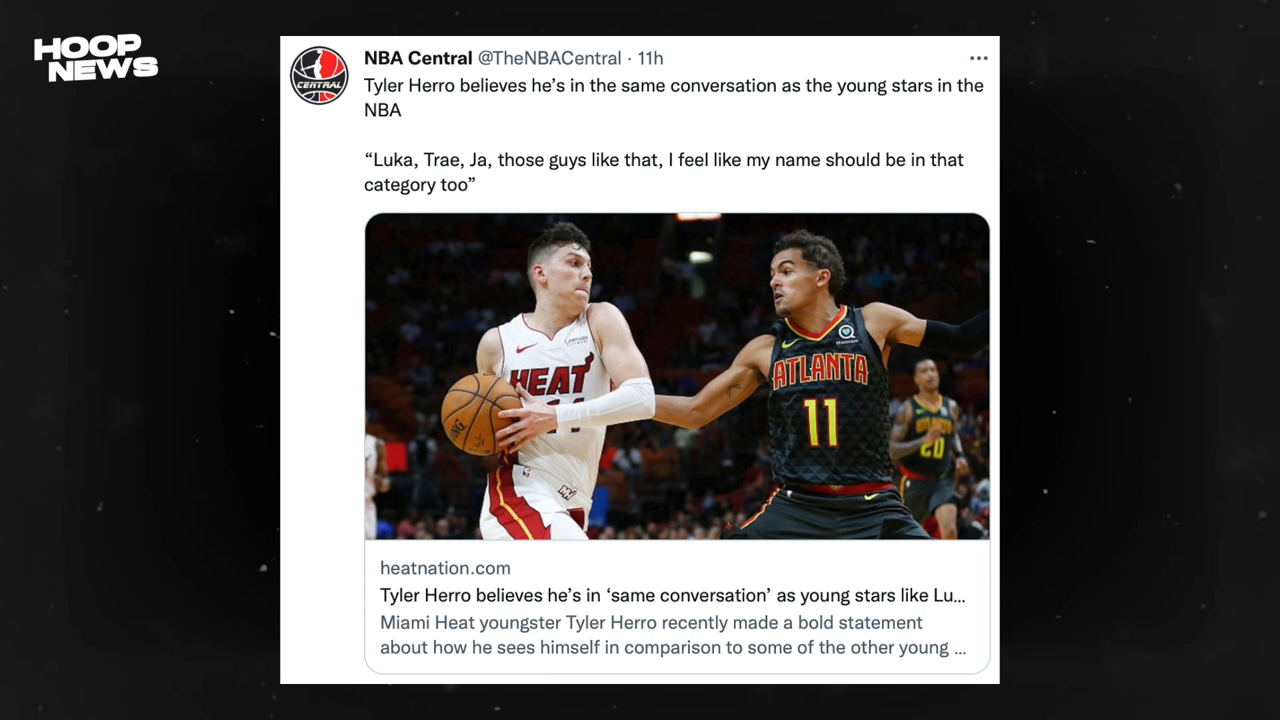 HOOP
NEWS
NBA Central @TheNBACentral · 11h
CENTRAL
Tyler Herro believes he’s in the same conversation as the young stars in the
NBA
“Luka, Trae, Ja, those guys like that, I feel like my name should be in that
category too”
HEAT
ATLANTA
11
20
heatnation.com
Tyler Herro believes he’s in ‘same conversation’ as young stars like Lu...
Miami Heat youngster Tyler Herro recently made a bold statement
about how he sees himself in comparison to some of the other young ...